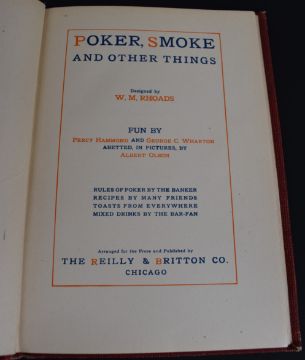 POKER, SMOKE
AND OTHER THINGS
Designed by
W. M. RHOADS
FUN BY
PERCY HAMMOND AND GEORGE C. WHARTON
ABETTED, IN PICTURES, BY
ALBERT OLSON
RULES OF POKER BY THE BANKER
RECIPES BY MANY FRIENDS
TOASTS FROM EVERYWHERE
MIXED DRINKS BY THE BAR-FAN
Arranged for the Press and Published by
THE REILLY & BRITTON CO.
CHICAGO